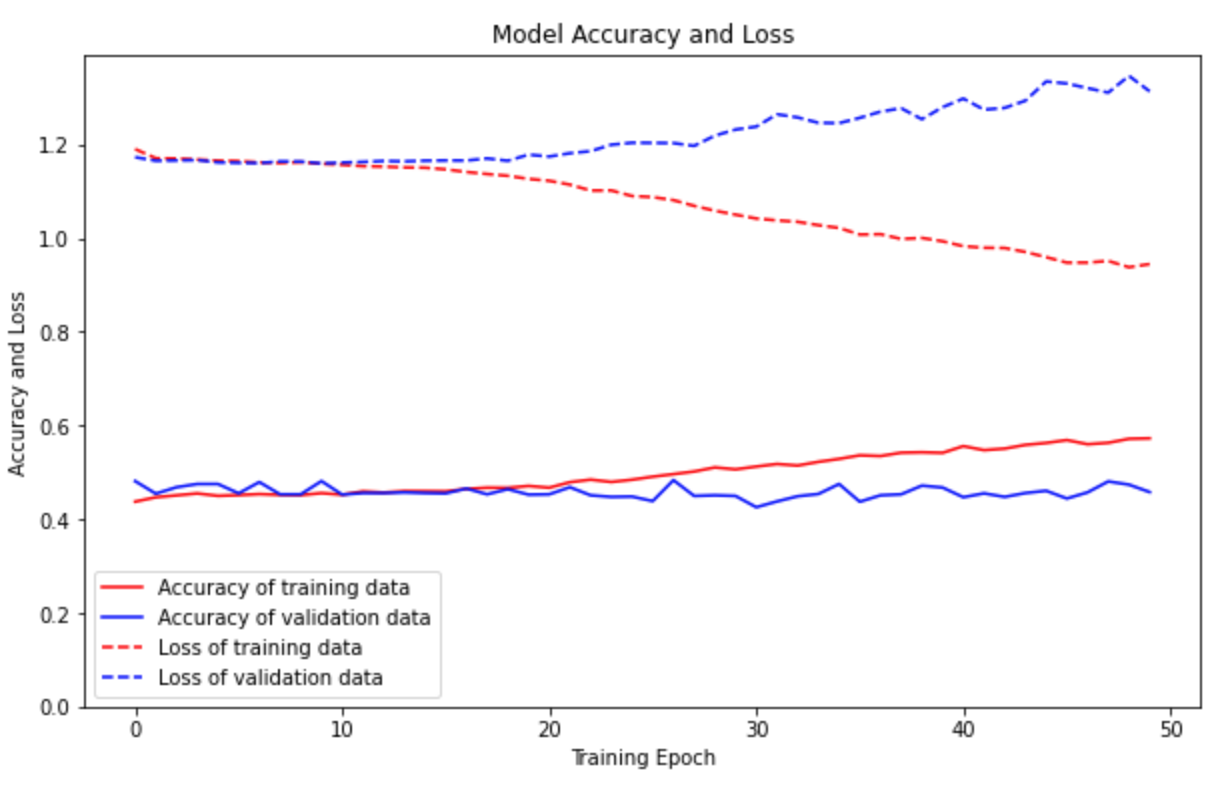 Model Accuracy and Loss
Accuracy and Loss
1.2
1.0
0.8
0.6
0.4
0.2
0.0
Accuracy of training data
Accuracy of validation data
Loss of training data
Loss of validation data
0 10 20 30 40 50
Training Epoch